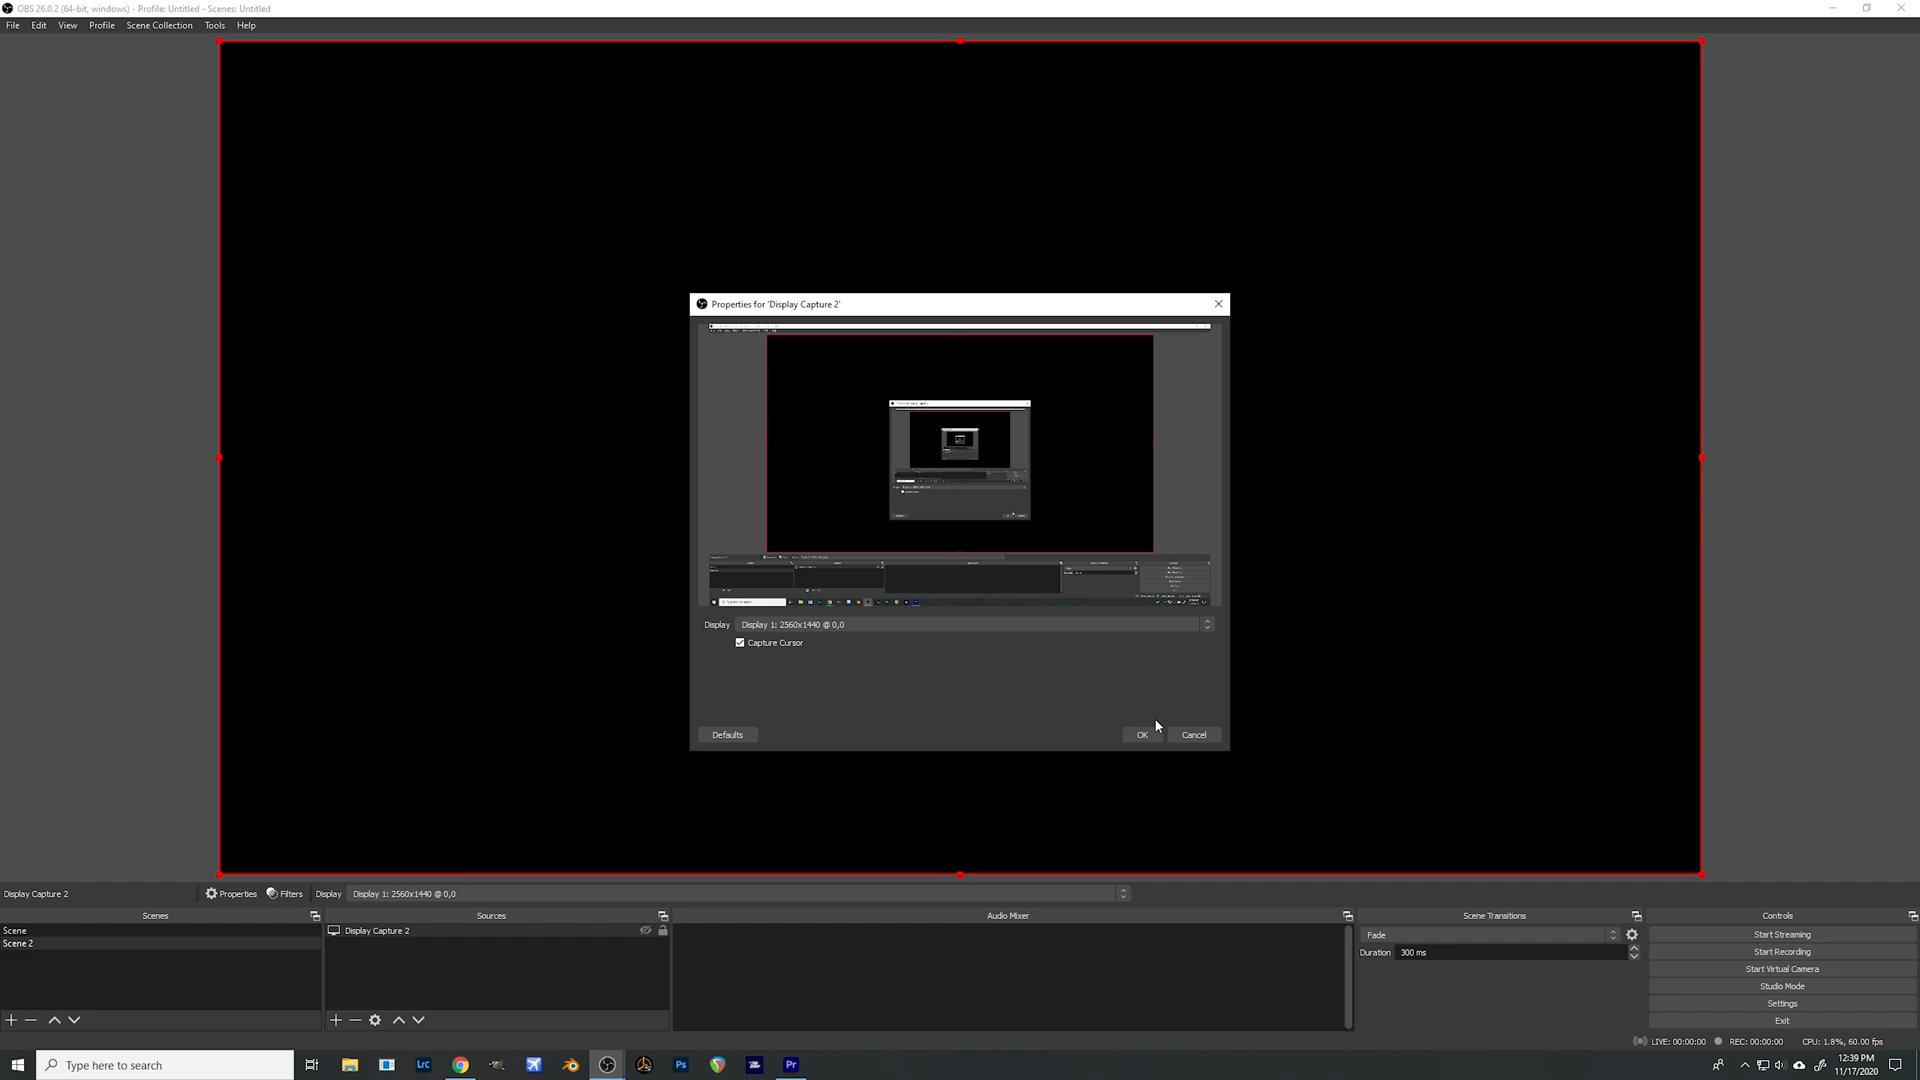 OBS 26.0.2 (64-bit, windows) - Profile: Untitled - Scenes: Untitled
File Edit View Profile Scene Collection Tools Help
Properties for 'Display Capture 2'
Display Display 1: 2560x1440 @ 0,0
Capture Cursor
Defaults OK Cancel
Display Capture 2 Properties Filters Display Display 1: 2560x1440 @ 0,0
Scenes Sources Audio Mixer Scene Transitions Controls
Scene
Scene 2
Display Capture 2
Fade
Duration 300 ms
Start Streaming
Start Recording
Start Virtual Camera
Studio Mode
Settings
Exit
LIVE: 00:00:00 REC: 00:00:00 CPU: 1.8%, 60.00 fps
Type here to search
Lrc
Ps
Pr
12:39 PM
11/17/2020